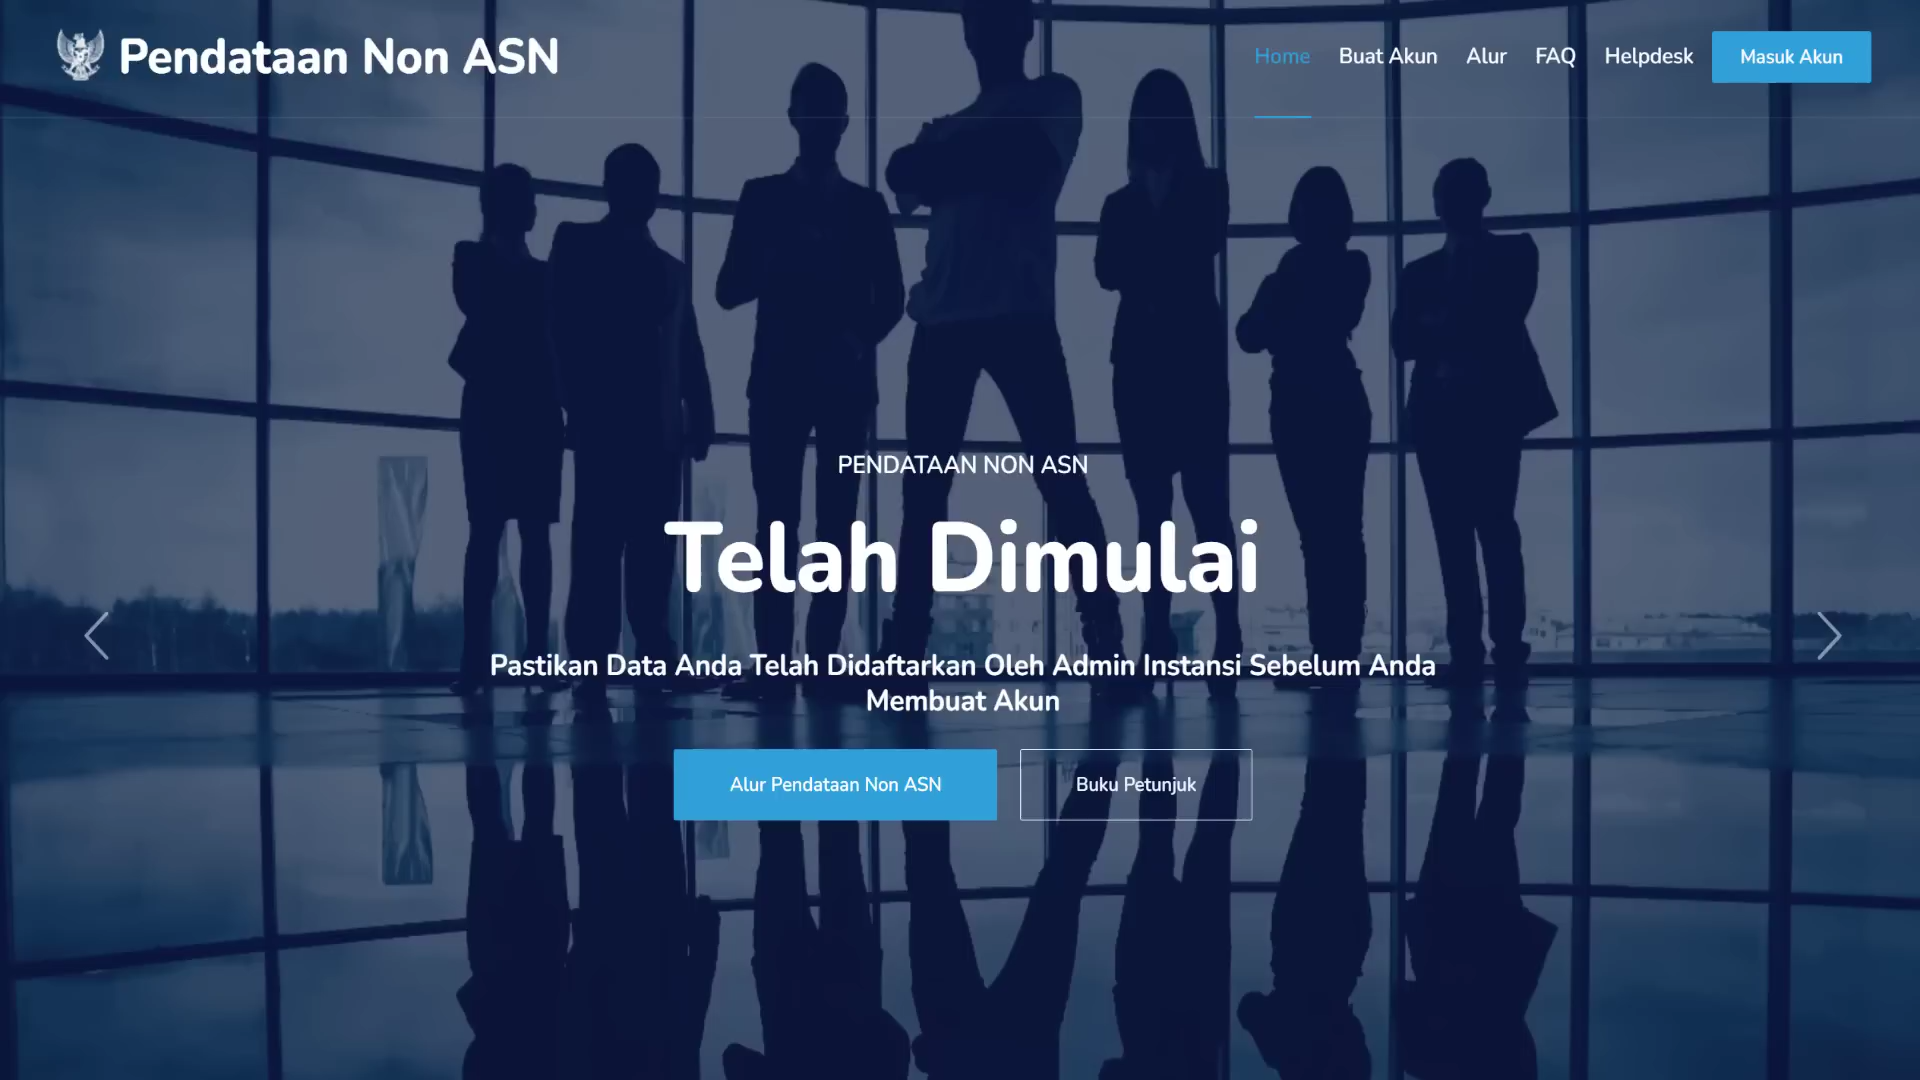 Pendataan Non ASN
Home Buat Akun Alur FAQ Helpdesk Masuk Akun
PENDATAAN NON ASN
Telah Dimulai
Pastikan Data Anda Telah Didaftarkan Oleh Admin Instansi Sebelum Anda
Membuat Akun
Alur Pendataan Non ASN Buku Petunjuk